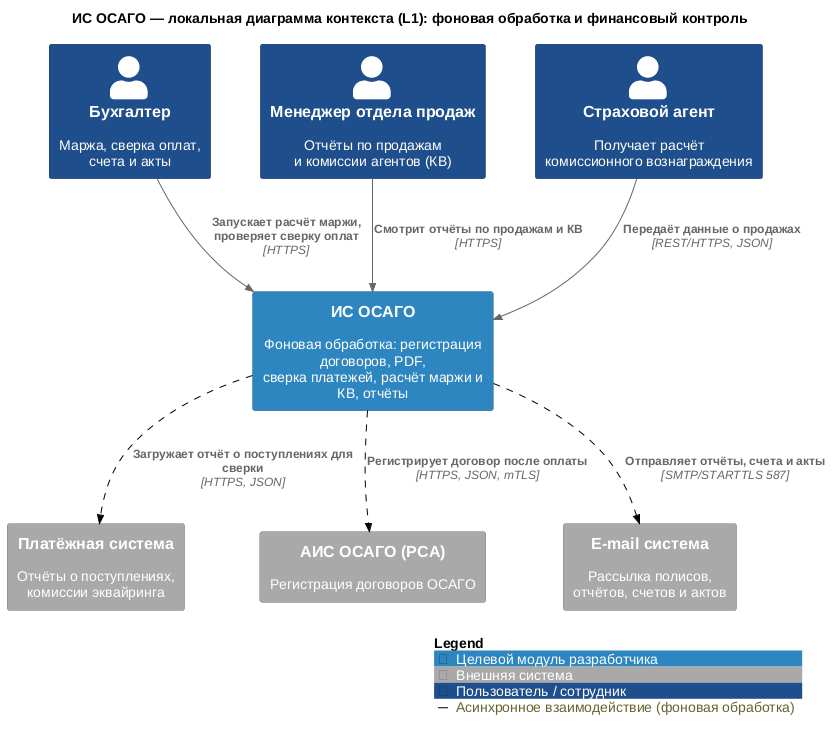 ИС ОСАГО — локальная диаграмма контекста (L1): фоновая обработка и финансовый контроль
Бухгалтер
Маржа, сверка оплат,
счета и акты
Менеджер отдела продаж
Отчёты по продажам
и комиссии агентов (КВ)
Страховой агент
Получает расчёт
комиссионного вознаграждения
Запускает расчёт маржи,
проверяет сверку оплат
[HTTPS]
Смотрит отчёты по продажам и КВ
[HTTPS]
Передаёт данные о продажах
[REST/HTTPS, JSON]
ИС ОСАГО
Фоновая обработка: регистрация
договоров, PDF,
сверка платежей, расчёт маржи и
КВ, отчёты
Загружает отчёт о поступлениях для
сверки
[HTTPS, JSON]
Регистрирует договор после оплаты
[HTTPS, JSON, mTLS]
Отправляет отчёты, счета и акты
[SMTP/STARTTLS 587]
Платёжная система
Отчёты о поступлениях,
комиссии эквайринга
АИС ОСАГО (РСА)
Регистрация договоров ОСАГО
E-mail система
Рассылка полисов,
отчётов, счетов и актов
Legend
Целевой модуль разработчика
Внешняя система
Пользователь / сотрудник
Асинхронное взаимодействие (фоновая обработка)